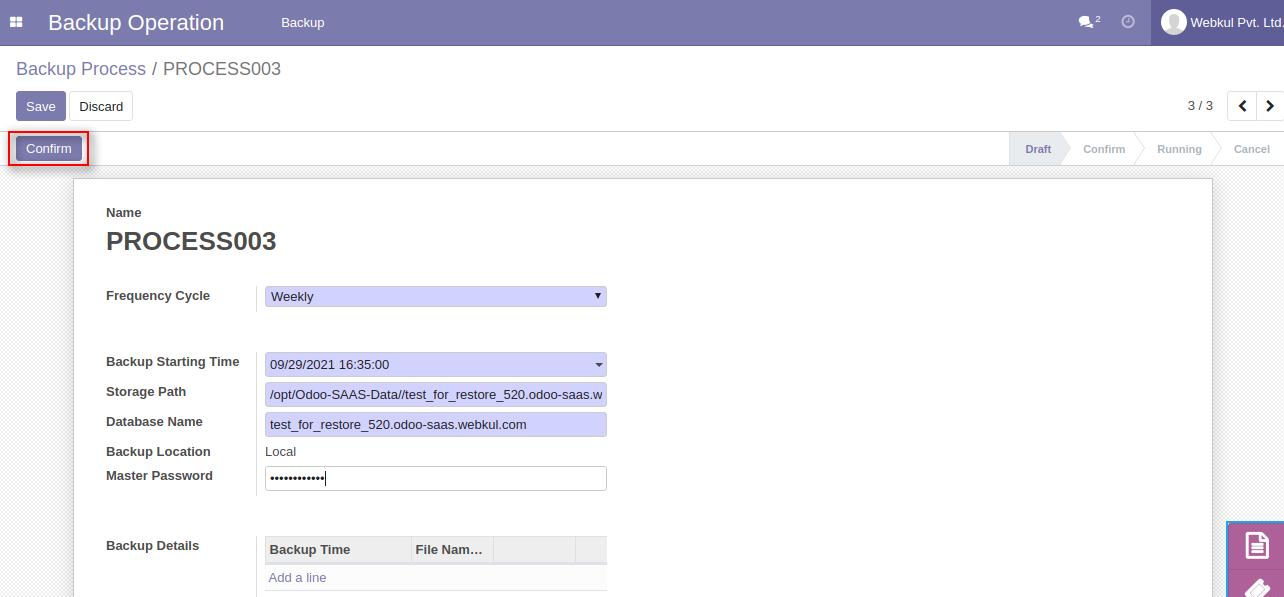 Backup Operation Backup 2 Webkul Pvt. Ltd.
Backup Process / PROCESS003
Save Discard 3 / 3
Confirm Draft Confirm Running Cancel
Name
PROCESS003
Frequency Cycle Weekly
Backup Starting Time 09/29/2021 16:35:00
Storage Path /opt/Odoo-SAAS-Data//test_for_restore_520.odoo-saas.w
Database Name test_for_restore_520.odoo-saas.webkul.com
Backup Location Local
Master Password ••••••••••••
Backup Details Backup Time File Nam...
Add a line